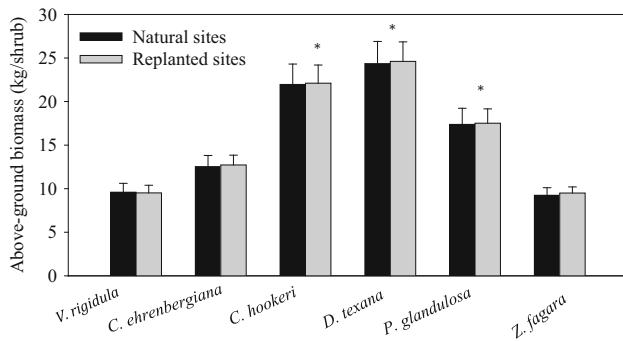 Above-ground biomass (kg/shrub)
30
25
20
15
10
5
0
Natural sites
Replanted sites
*
*
*
V. rigidula
C. ehrenbergiana
C. hookeri
D. texana
P. glandulosa
Z. fagara